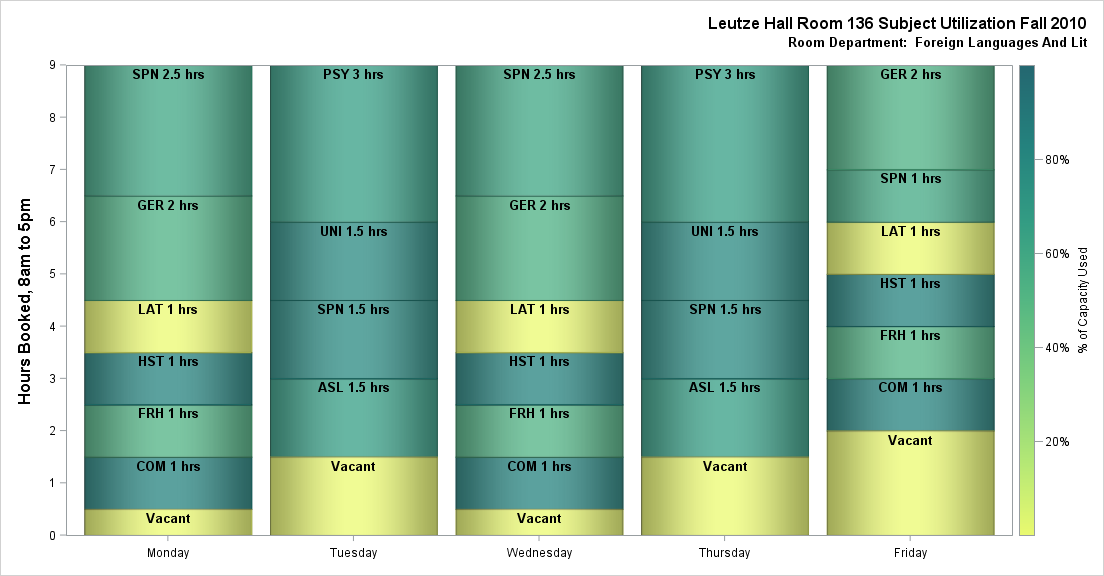 Leutze Hall Room 136 Subject Utilization Fall 2010
Room Department:  Foreign Languages And Lit
Hours Booked, 8am to 5pm
9
8
7
6
5
4
3
2
1
0
SPN 2.5 hrs
GER 2 hrs
LAT 1 hrs
HST 1 hrs
FRH 1 hrs
COM 1 hrs
Vacant
Monday
PSY 3 hrs
UNI 1.5 hrs
SPN 1.5 hrs
ASL 1.5 hrs
Vacant
Tuesday
SPN 2.5 hrs
GER 2 hrs
LAT 1 hrs
HST 1 hrs
FRH 1 hrs
COM 1 hrs
Vacant
Wednesday
PSY 3 hrs
UNI 1.5 hrs
SPN 1.5 hrs
ASL 1.5 hrs
Vacant
Thursday
GER 2 hrs
SPN 1 hrs
LAT 1 hrs
HST 1 hrs
FRH 1 hrs
COM 1 hrs
Vacant
Friday
80%
60%
40%
20%
% of Capacity Used